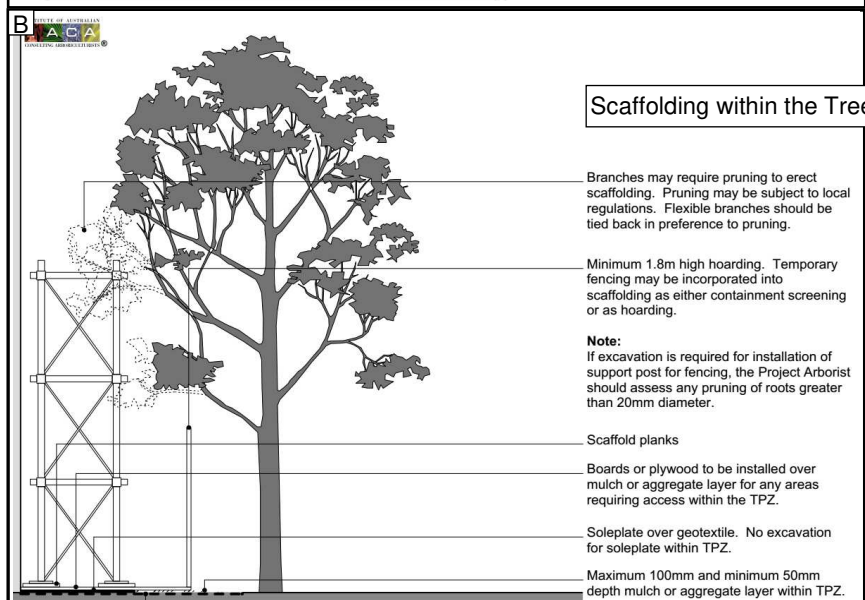 B
TITUTE OF AUSTRALIAN
ACA
CONSULTING ARBORICULTURISTS ®
Scaffolding within the Tree
Branches may require pruning to erect
scaffolding. Pruning may be subject to local
regulations. Flexible branches should be
tied back in preference to pruning.
Minimum 1.8m high hoarding. Temporary
fencing may be incorporated into
scaffolding as either containment screening
or as hoarding.
Note:
If excavation is required for installation of
support post for fencing, the Project Arborist
should assess any pruning of roots greater
than 20mm diameter.
Scaffold planks
Boards or plywood to be installed over
mulch or aggregate layer for any areas
requiring access within the TPZ.
Soleplate over geotextile. No excavation
for soleplate within TPZ.
Maximum 100mm and minimum 50mm
depth mulch or aggregate layer within TPZ.